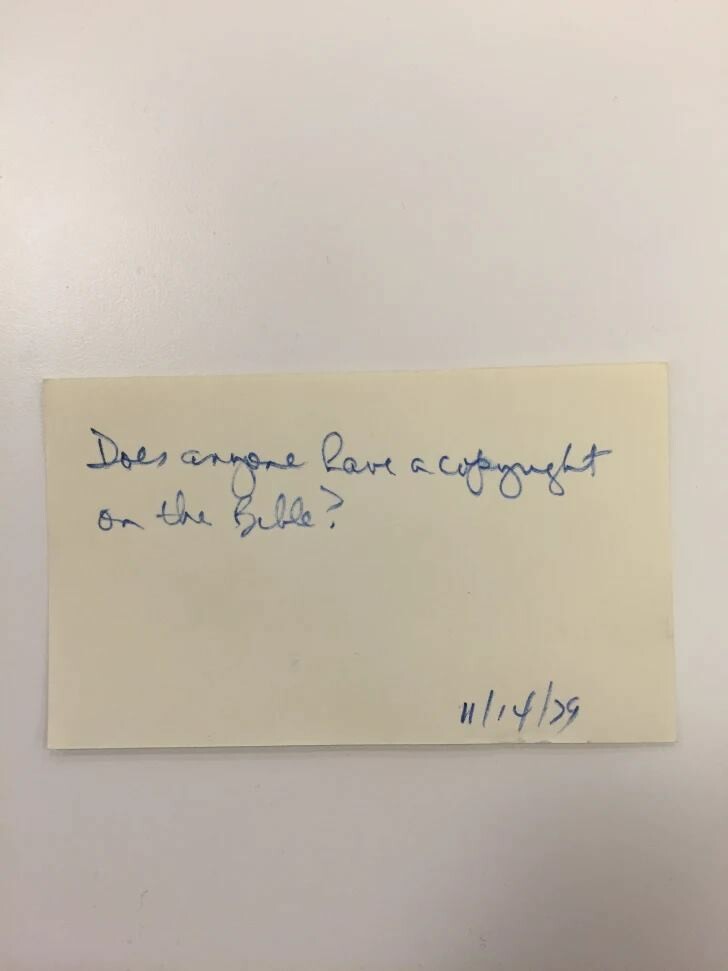 Does anyone have a copyright
on the Bible?
11/14/79